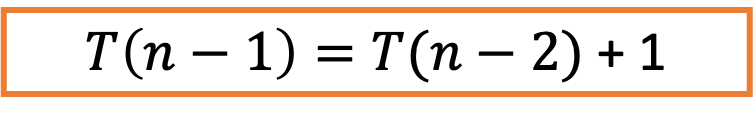 T(n − 1) = T(n − 2) + 1